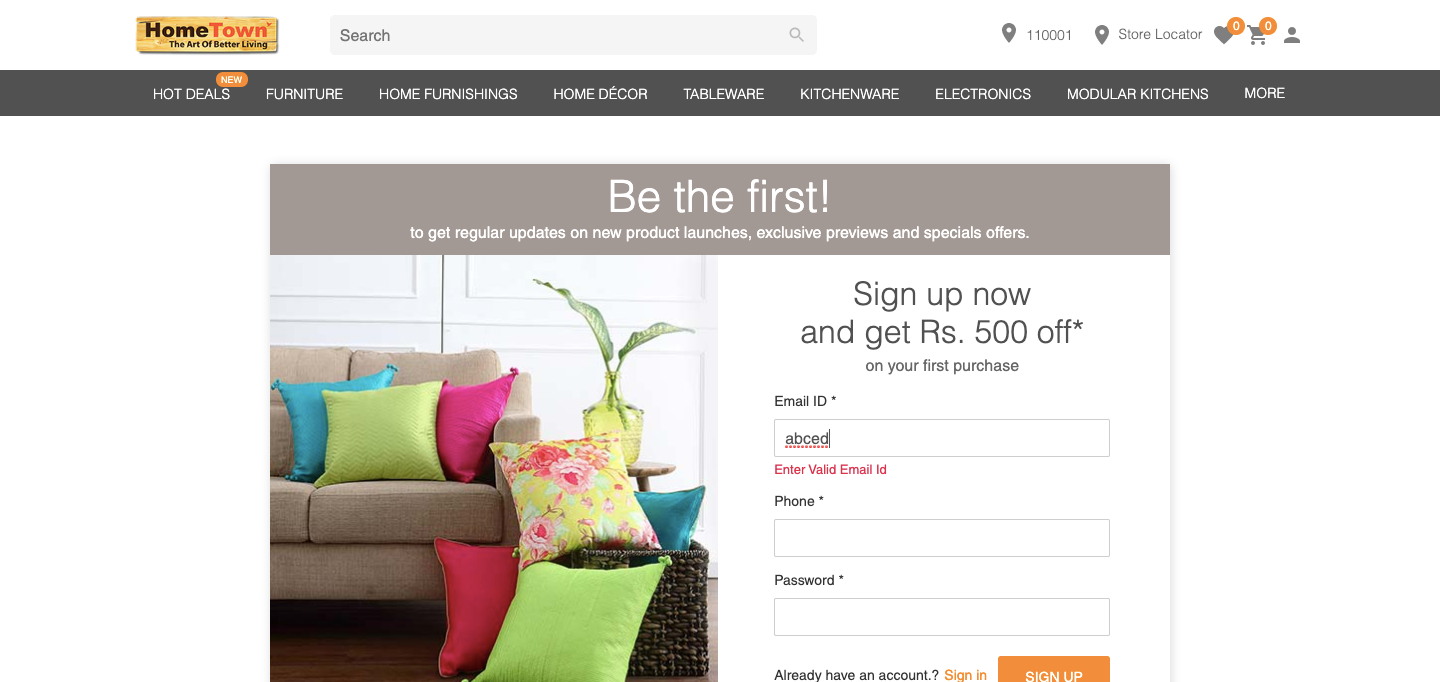 HomeTown
The Art Of Better Living
Search
110001
Store Locator
0
0
NEW
HOT DEALS
FURNITURE
HOME FURNISHINGS
HOME DÉCOR
TABLEWARE
KITCHENWARE
ELECTRONICS
MODULAR KITCHENS
MORE
Be the first!
to get regular updates on new product launches, exclusive previews and specials offers.
Sign up now
and get Rs. 500 off*
on your first purchase
Email ID *
abced
Enter Valid Email Id
Phone *
Password *
Already have an account.? Sign in
SIGN UP